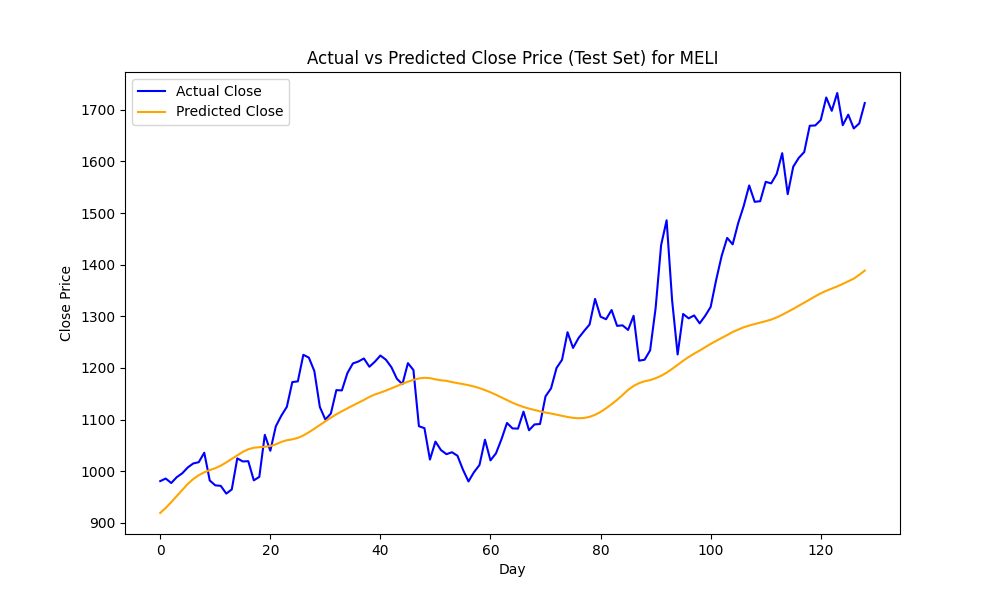 Actual vs Predicted Close Price (Test Set) for MELI
Actual Close
Predicted Close
Close Price
1700
1600
1500
1400
1300
1200
1100
1000
900
0 20 40 60 80 100 120
Day